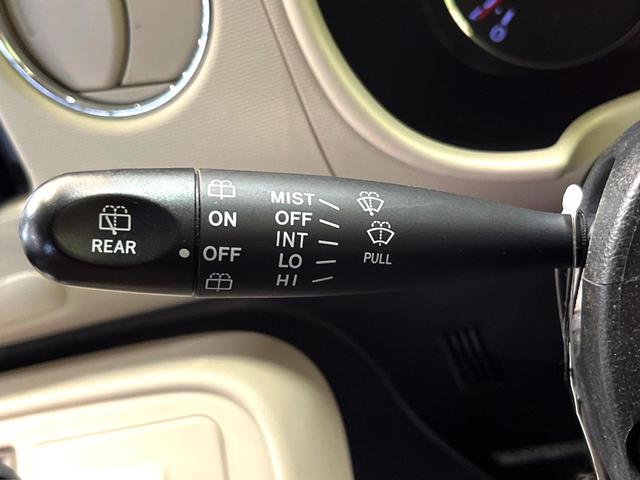 REAR
ON
OFF
MIST
OFF
INT
LO
HI
PULL